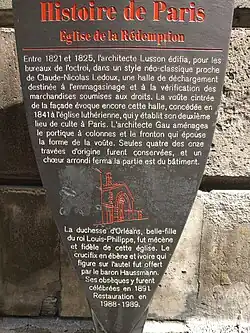 Histoire de Paris
Eglise de la Rédemption
Entre 1821 et 1825, l'architecte Lusson édifia, pour les
bureaux de l'octroi, dans un style néo-classique proche
de Claude-Nicolas Ledoux, une halle de déchargement
destinée à l'emmagasinage et à la vérification des
marchandises soumises aux droits. La voûte cintrée
de la façade évoque encore cette halle, concédée en
1841 à l'église luthérienne, qui y établit son deuxième
lieu de culte à Paris. L'architecte Gau aménagea
le portique à colonnes et le fronton qui épouse
la forme de la voûte. Seules quatre des onze
travées d'origine furent conservées, et un
chœur arrondi ferma la partie est du bâtiment.
La duchesse d'Orléans, belle-fille
du roi Louis-Philippe, fut mécène
et fidèle de cette église. Le
crucifix en ébène et ivoire qui
figure sur l'autel fut offert
par le baron Haussmann.
Ses obsèques y furent
célébrées en 1891.
Restauration en
1988-1989.